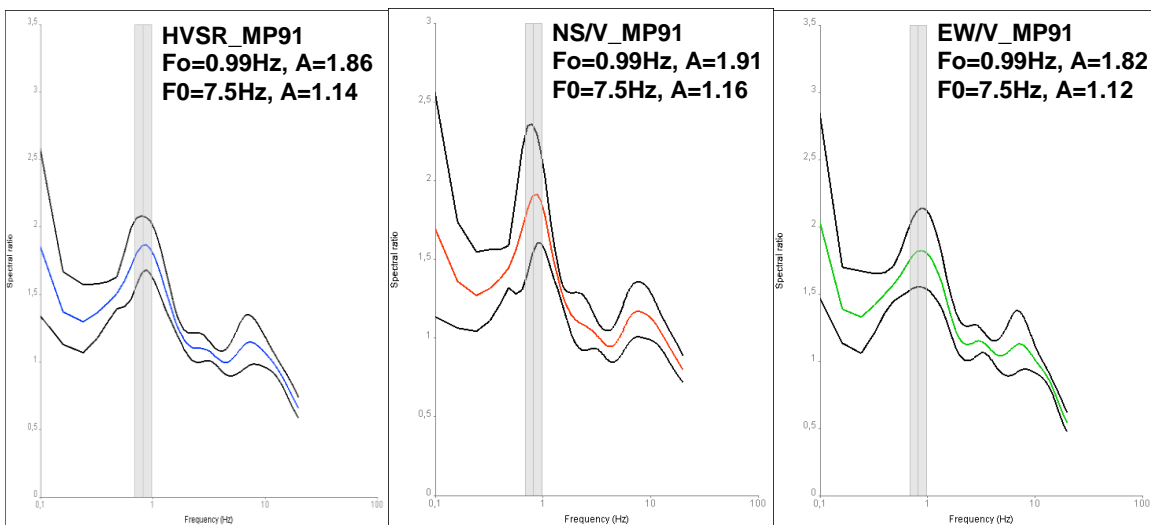 HVSR_MP91
Fo=0.99Hz, A=1.86
F0=7.5Hz, A=1.14
3,5
3
2,5
2
1,5
1
0,5
0
Spectral ratio
0,1
1
10
100
Frequency (Hz)
NS/V_MP91
Fo=0.99Hz, A=1.91
F0=7.5Hz, A=1.16
3
2,5
2
1,5
1
0,5
0
Spectral ratio
0,1
1
10
100
Frequency (Hz)
EW/V_MP91
Fo=0.99Hz, A=1.82
F0=7.5Hz, A=1.12
3,5
3
2,5
2
1,5
1
0,5
0
Spectral ratio
0,1
1
10
100
Frequency (Hz)